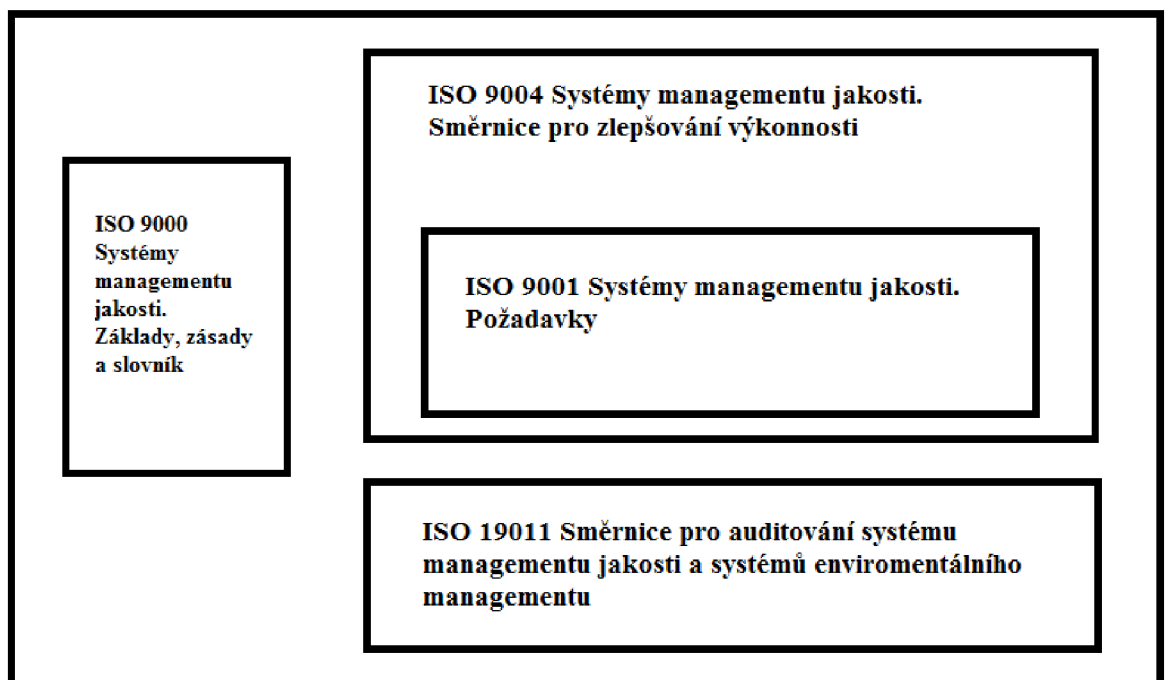 ISO 9000
Systémy
managementu
jakosti.
Základy, zásady
a slovník
ISO 9004 Systémy managementu jakosti.
Směrnice pro zlepšování výkonnosti
ISO 9001 Systémy managementu jakosti.
Požadavky
ISO 19011 Směrnice pro auditování systému
managementu jakosti a systémů enviromentálního
managementu